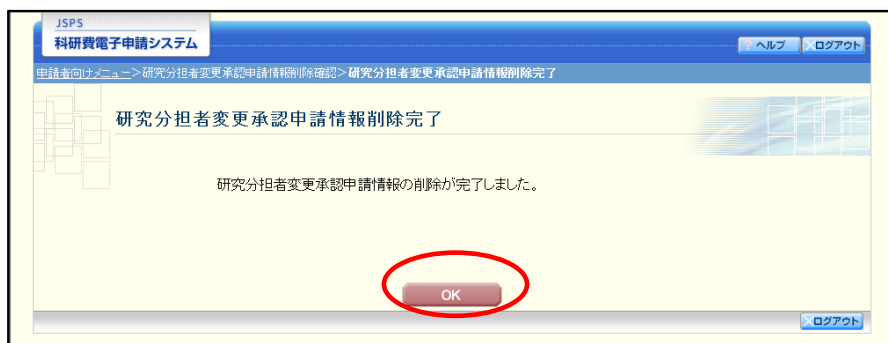 JSPS
科研費電子申請システム
? ヘルプ ×ログアウト
申請者向けメニュー>研究分担者変更承認申請情報削除確認>研究分担者変更承認申請情報削除完了
研究分担者変更承認申請情報削除完了
研究分担者変更承認申請情報の削除が完了しました。
OK
×ログアウト